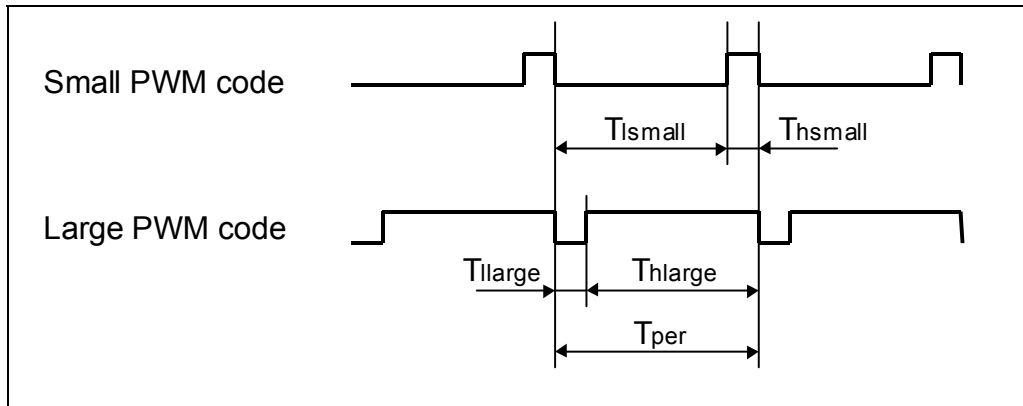 Small PWM code
Tlsmall Thsmall
Large PWM code
Tllarge Thlarge
Tper